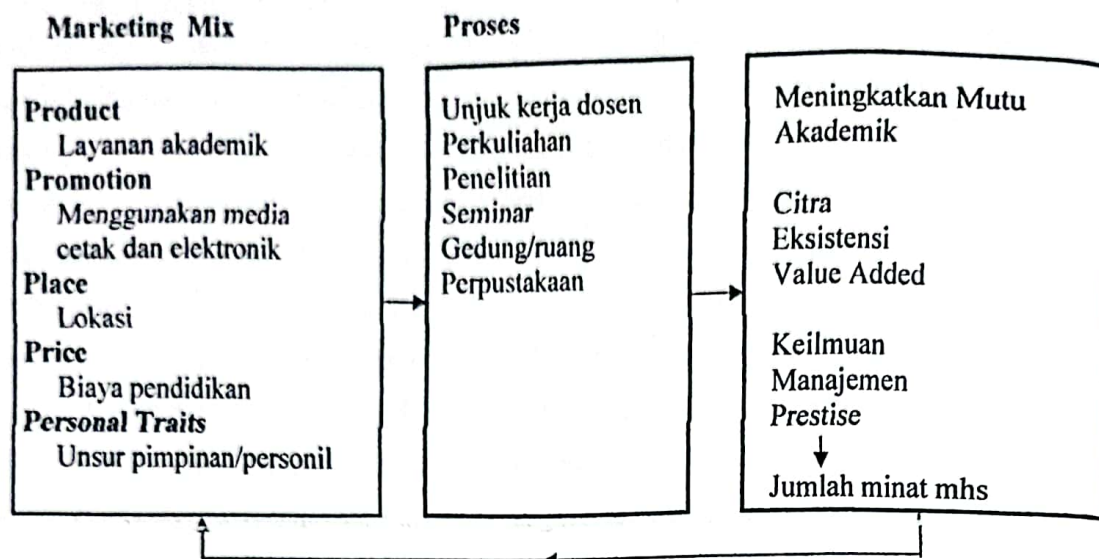 Marketing Mix
Proses
Product
Layanan akademik
Promotion
Menggunakan media
cetak dan elektronik
Place
Lokasi
Price
Biaya pendidikan
Personal Traits
Unsur pimpinan/personil
Unjuk kerja dosen
Perkuliahan
Penelitian
Seminar
Gedung/ruang
Perpustakaan
Meningkatkan Mutu
Akademik
Citra
Eksistensi
Value Added
Keilmuan
Manajemen
Prestise
Jumlah minat mhs